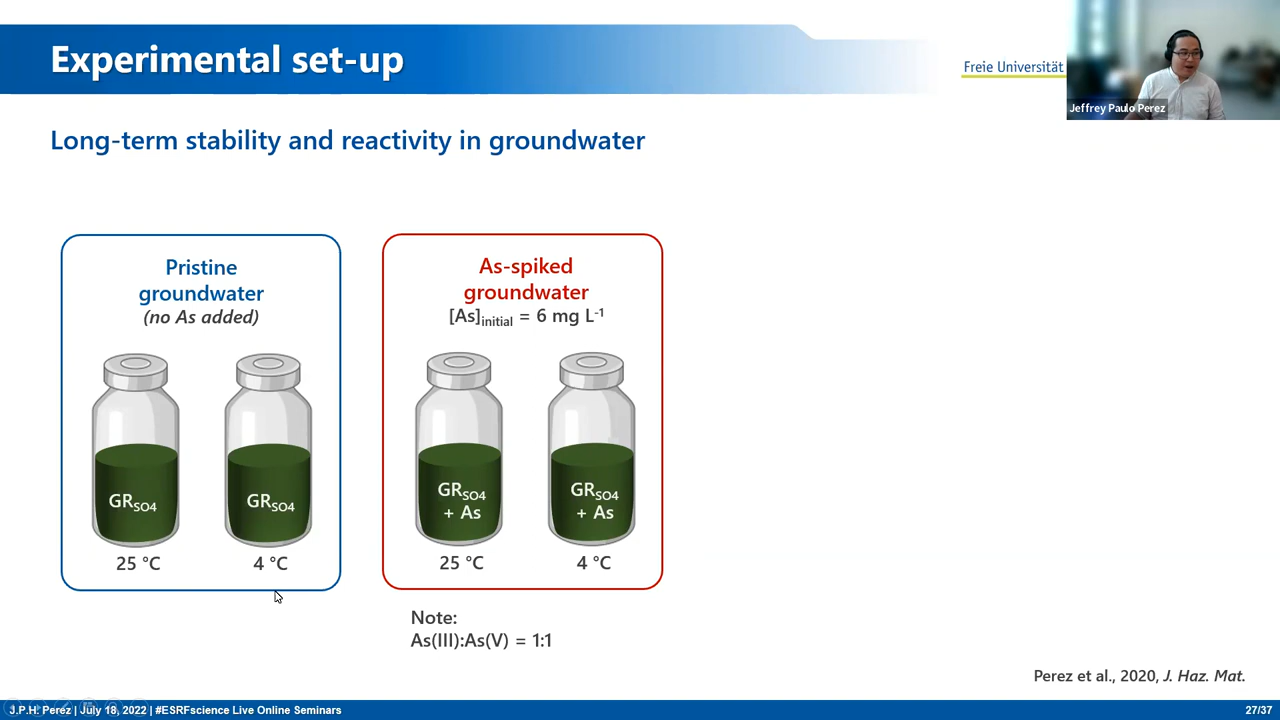 Experimental set-up
Freie Universität
Jeffrey Paulo Perez
Long-term stability and reactivity in groundwater
Pristine
groundwater
(no As added)
GRSO4
GRSO4
25 °C
4 °C
As-spiked
groundwater
[As]initial = 6 mg L-1
GRSO4
+ As
GRSO4
+ As
25 °C
4 °C
Note:
As(III):As(V) = 1:1
Perez et al., 2020, J. Haz. Mat.
J.P.H. Perez | July 18, 2022 | #ESRFscience Live Online Seminars
27/37